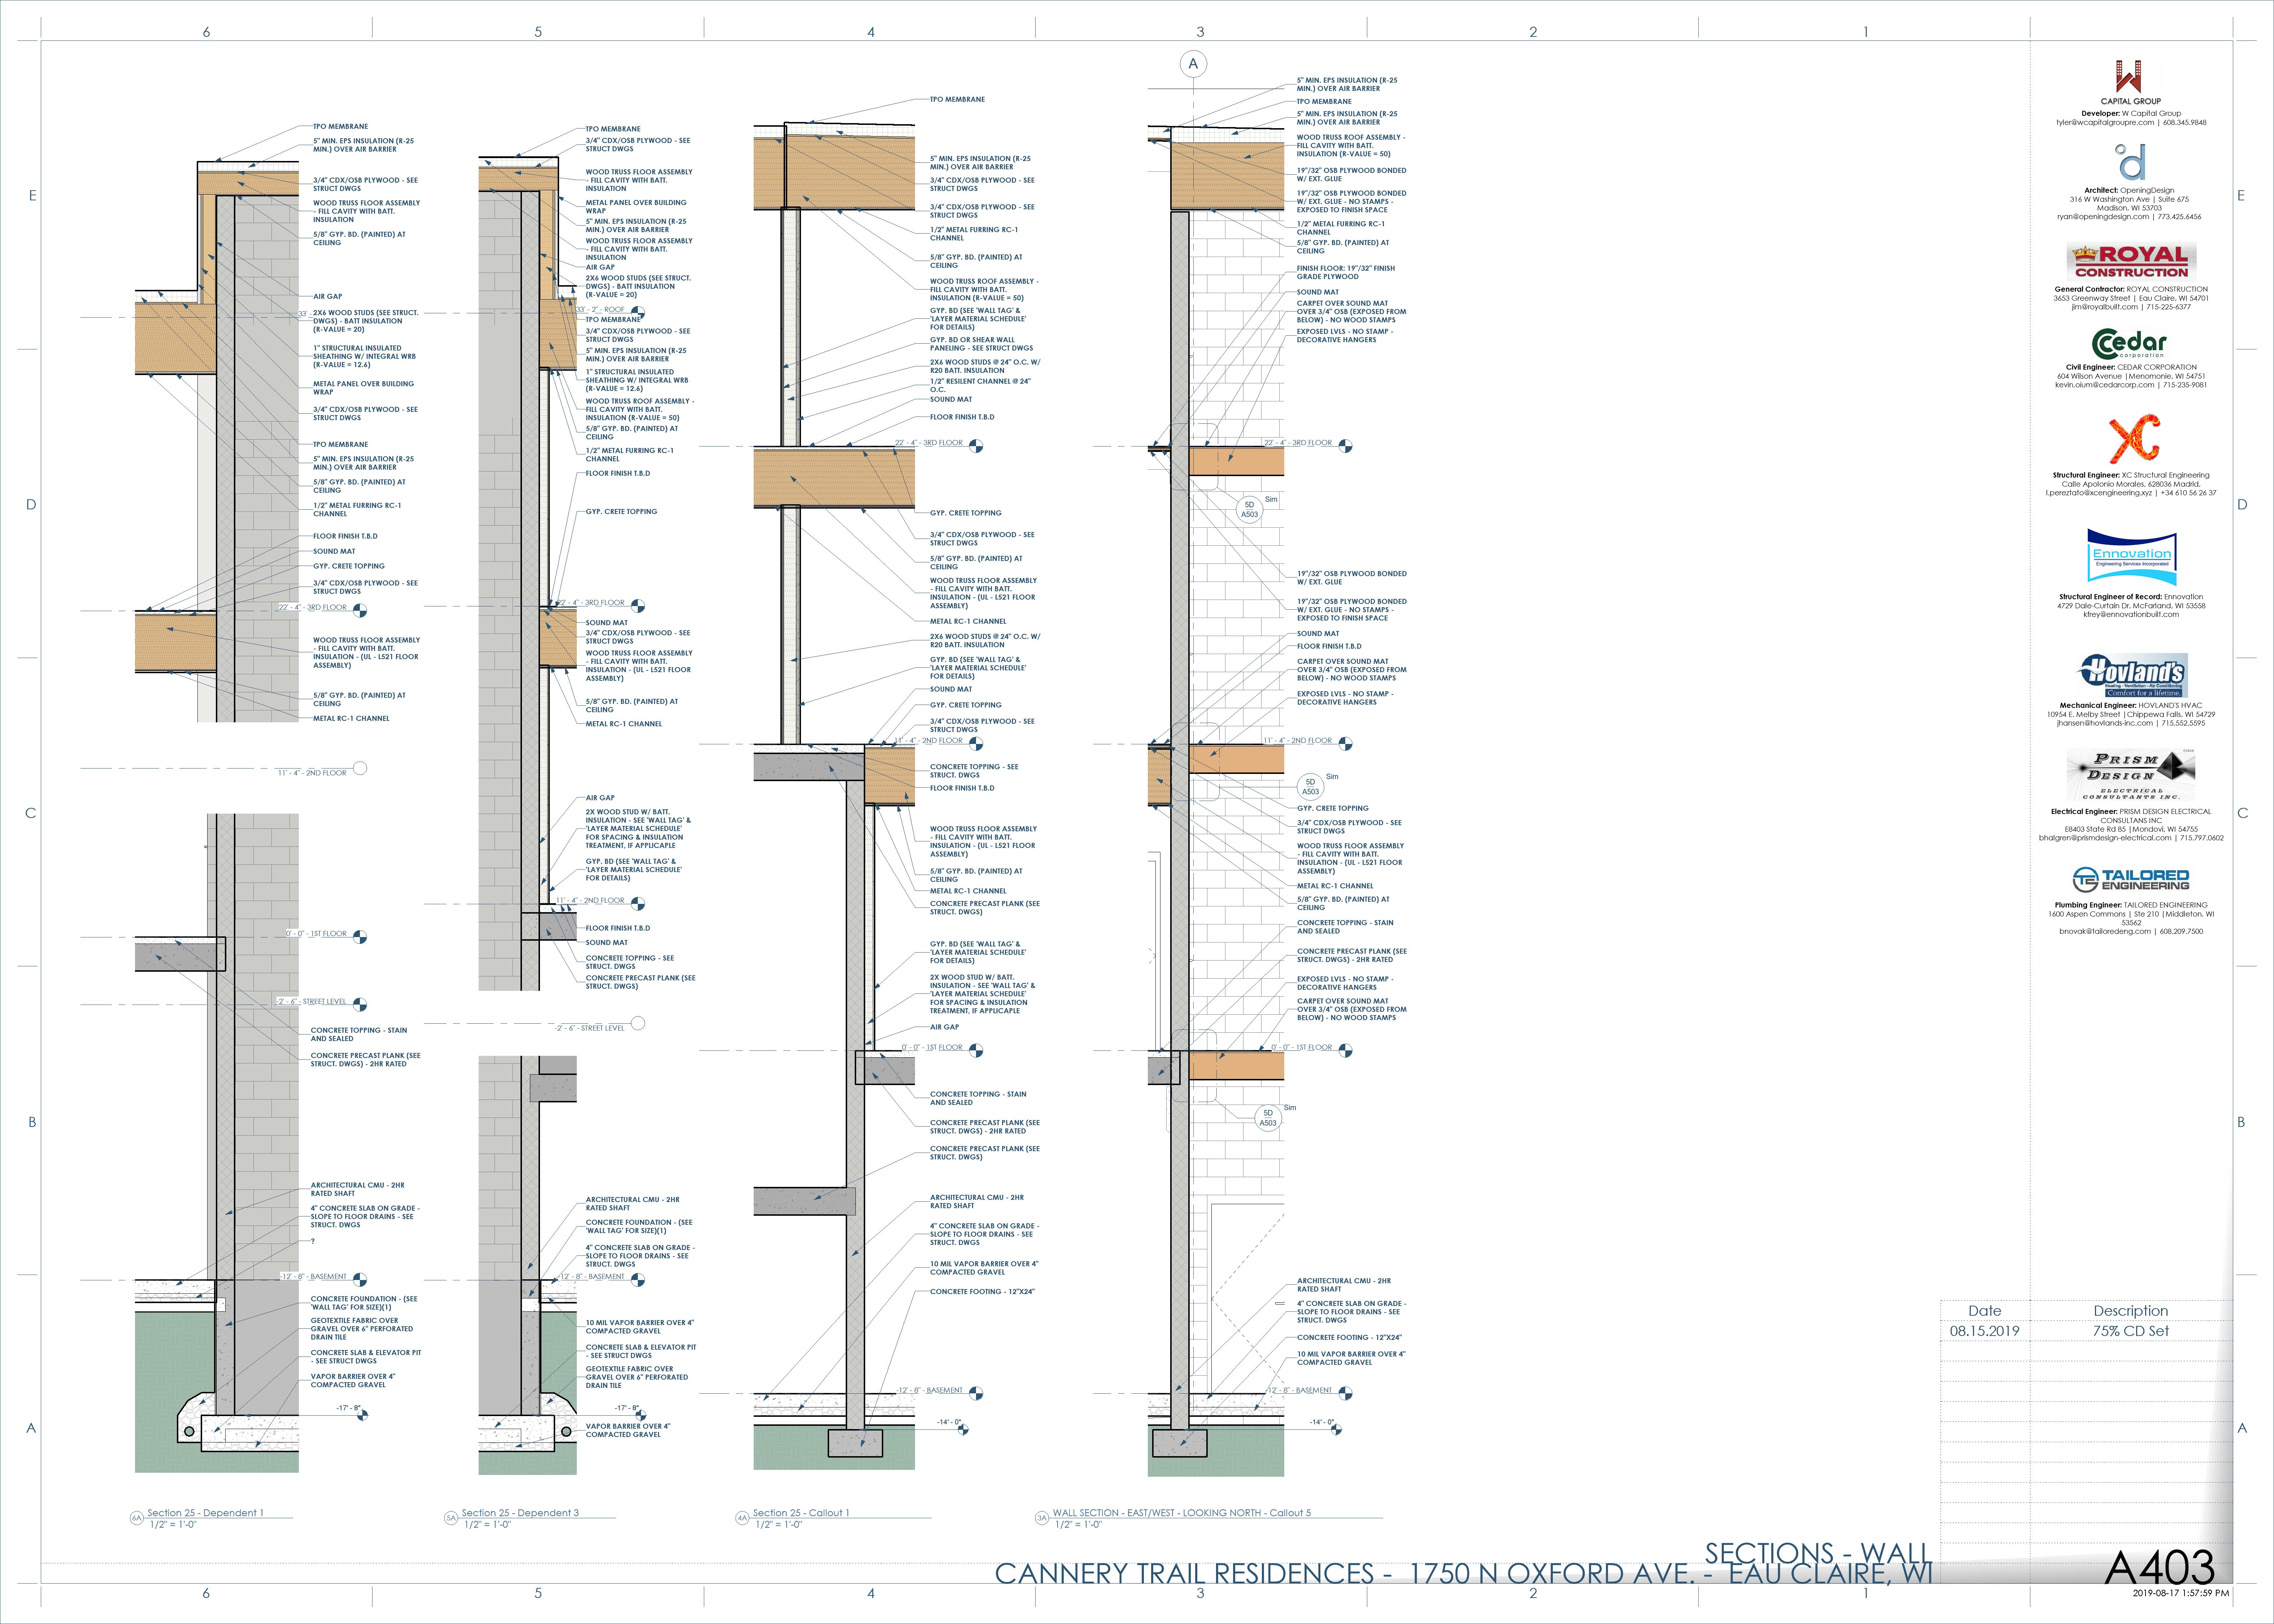 6
5
4
3
2
1
E
D
C
B
A
TPO MEMBRANE
5" MIN. EPS INSULATION (R-25
MIN.) OVER AIR BARRIER
3/4" CDX/OSB PLYWOOD - SEE
STRUCT DWGS
WOOD TRUSS FLOOR ASSEMBLY
- FILL CAVITY WITH BATT.
INSULATION
5/8" GYP. BD. (PAINTED) AT
CEILING
AIR GAP
33'
2X6 WOOD STUDS (SEE STRUCT.
DWGS) - BATT INSULATION
(R-VALUE = 20)
1" STRUCTURAL INSULATED
SHEATHING W/ INTEGRAL WRB
(R-VALUE = 12.6)
METAL PANEL OVER BUILDING
WRAP
3/4" CDX/OSB PLYWOOD - SEE
STRUCT DWGS
TPO MEMBRANE
5" MIN. EPS INSULATION (R-25
MIN.) OVER AIR BARRIER
5/8" GYP. BD. (PAINTED) AT
CEILING
1/2" METAL FURRING RC-1
CHANNEL
FLOOR FINISH T.B.D
SOUND MAT
GYP. CRETE TOPPING
3/4" CDX/OSB PLYWOOD - SEE
STRUCT DWGS
22' - 4" - 3RD FLOOR
WOOD TRUSS FLOOR ASSEMBLY
- FILL CAVITY WITH BATT.
INSULATION - (UL - L521 FLOOR
ASSEMBLY)
5/8" GYP. BD. (PAINTED) AT
CEILING
METAL RC-1 CHANNEL
11' - 4" - 2ND FLOOR
0' - 0" - 1ST FLOOR
-2' - 6" - STREET LEVEL
CONCRETE TOPPING - STAIN
AND SEALED
CONCRETE PRECAST PLANK (SEE
STRUCT. DWGS) - 2HR RATED
ARCHITECTURAL CMU - 2HR
RATED SHAFT
4" CONCRETE SLAB ON GRADE -
SLOPE TO FLOOR DRAINS - SEE
STRUCT. DWGS
?
-12' - 8" - BASEMENT
CONCRETE FOUNDATION - (SEE
'WALL TAG' FOR SIZE)(1)
GEOTEXTILE FABRIC OVER
GRAVEL OVER 6" PERFORATED
DRAIN TILE
CONCRETE SLAB & ELEVATOR PIT
- SEE STRUCT DWGS
VAPOR BARRIER OVER 4"
COMPACTED GRAVEL
-17' - 8"
6A
Section 25 - Dependent 1
1/2" = 1'-0"
TPO MEMBRANE
3/4" CDX/OSB PLYWOOD - SEE
STRUCT DWGS
WOOD TRUSS FLOOR ASSEMBLY
- FILL CAVITY WITH BATT.
INSULATION
METAL PANEL OVER BUILDING
WRAP
5" MIN. EPS INSULATION (R-25
MIN.) OVER AIR BARRIER
WOOD TRUSS FLOOR ASSEMBLY
- FILL CAVITY WITH BATT.
INSULATION
AIR GAP
2X6 WOOD STUDS (SEE STRUCT.
DWGS) - BATT INSULATION
(R-VALUE = 20)
33' - 2" - ROOF
TPO MEMBRANE
3/4" CDX/OSB PLYWOOD - SEE
STRUCT DWGS
5" MIN. EPS INSULATION (R-25
MIN.) OVER AIR BARRIER
1" STRUCTURAL INSULATED
SHEATHING W/ INTEGRAL WRB
(R-VALUE = 12.6)
WOOD TRUSS ROOF ASSEMBLY -
FILL CAVITY WITH BATT.
INSULATION (R-VALUE = 50)
5/8" GYP. BD. (PAINTED) AT
CEILING
1/2" METAL FURRING RC-1
CHANNEL
FLOOR FINISH T.B.D
GYP. CRETE TOPPING
22' - 4" - 3RD FLOOR
SOUND MAT
3/4" CDX/OSB PLYWOOD - SEE
STRUCT DWGS
WOOD TRUSS FLOOR ASSEMBLY
- FILL CAVITY WITH BATT.
INSULATION - (UL - L521 FLOOR
ASSEMBLY)
5/8" GYP. BD. (PAINTED) AT
CEILING
METAL RC-1 CHANNEL
AIR GAP
2X WOOD STUD W/ BATT.
INSULATION - SEE 'WALL TAG' &
'LAYER MATERIAL SCHEDULE'
FOR SPACING & INSULATION
TREATMENT, IF APPLICAPLE
GYP. BD (SEE 'WALL TAG' &
'LAYER MATERIAL SCHEDULE'
FOR DETAILS)
11' - 4" - 2ND FLOOR
FLOOR FINISH T.B.D
SOUND MAT
CONCRETE TOPPING - SEE
STRUCT. DWGS
CONCRETE PRECAST PLANK (SEE
STRUCT. DWGS)
-2' - 6" - STREET LEVEL
ARCHITECTURAL CMU - 2HR
RATED SHAFT
CONCRETE FOUNDATION - (SEE
'WALL TAG' FOR SIZE)(1)
4" CONCRETE SLAB ON GRADE -
SLOPE TO FLOOR DRAINS - SEE
STRUCT. DWGS
-12' - 8" - BASEMENT
10 MIL VAPOR BARRIER OVER 4"
COMPACTED GRAVEL
CONCRETE SLAB & ELEVATOR PIT
- SEE STRUCT DWGS
GEOTEXTILE FABRIC OVER
GRAVEL OVER 6" PERFORATED
DRAIN TILE
-17' - 8"
VAPOR BARRIER OVER 4"
COMPACTED GRAVEL
5A
Section 25 - Dependent 3
1/2" = 1'-0"
TPO MEMBRANE
5" MIN. EPS INSULATION (R-25
MIN.) OVER AIR BARRIER
3/4" CDX/OSB PLYWOOD - SEE
STRUCT DWGS
3/4" CDX/OSB PLYWOOD - SEE
STRUCT DWGS
1/2" METAL FURRING RC-1
CHANNEL
5/8" GYP. BD. (PAINTED) AT
CEILING
WOOD TRUSS ROOF ASSEMBLY -
FILL CAVITY WITH BATT.
INSULATION (R-VALUE = 50)
GYP. BD (SEE 'WALL TAG' &
'LAYER MATERIAL SCHEDULE'
FOR DETAILS)
GYP. BD OR SHEAR WALL
PANELING - SEE STRUCT DWGS
2X6 WOOD STUDS @ 24" O.C. W/
R20 BATT. INSULATION
1/2" RESILENT CHANNEL @ 24"
O.C.
SOUND MAT
FLOOR FINISH T.B.D
22' - 4" - 3RD FLOOR
GYP. CRETE TOPPING
3/4" CDX/OSB PLYWOOD - SEE
STRUCT DWGS
5/8" GYP. BD. (PAINTED) AT
CEILING
WOOD TRUSS FLOOR ASSEMBLY
- FILL CAVITY WITH BATT.
INSULATION - (UL - L521 FLOOR
ASSEMBLY)
METAL RC-1 CHANNEL
2X6 WOOD STUDS @ 24" O.C. W/
R20 BATT. INSULATION
GYP. BD (SEE 'WALL TAG' &
'LAYER MATERIAL SCHEDULE'
FOR DETAILS)
SOUND MAT
GYP. CRETE TOPPING
3/4" CDX/OSB PLYWOOD - SEE
STRUCT DWGS
11' - 4" - 2ND FLOOR
CONCRETE TOPPING - SEE
STRUCT. DWGS
FLOOR FINISH T.B.D
WOOD TRUSS FLOOR ASSEMBLY
- FILL CAVITY WITH BATT.
INSULATION - (UL - L521 FLOOR
ASSEMBLY)
5/8" GYP. BD. (PAINTED) AT
CEILING
METAL RC-1 CHANNEL
CONCRETE PRECAST PLANK (SEE
STRUCT. DWGS)
GYP. BD (SEE 'WALL TAG' &
'LAYER MATERIAL SCHEDULE'
FOR DETAILS)
2X WOOD STUD W/ BATT.
INSULATION - SEE 'WALL TAG' &
'LAYER MATERIAL SCHEDULE'
FOR SPACING & INSULATION
TREATMENT, IF APPLICAPLE
AIR GAP
0' - 0" - 1ST FLOOR
CONCRETE TOPPING - STAIN
AND SEALED
CONCRETE PRECAST PLANK (SEE
STRUCT. DWGS) - 2HR RATED
CONCRETE PRECAST PLANK (SEE
STRUCT. DWGS)
ARCHITECTURAL CMU - 2HR
RATED SHAFT
4" CONCRETE SLAB ON GRADE -
SLOPE TO FLOOR DRAINS - SEE
STRUCT. DWGS
10 MIL VAPOR BARRIER OVER 4"
COMPACTED GRAVEL
CONCRETE FOOTING - 12"X24"
-12' - 8" - BASEMENT
-14' - 0"
4A
Section 25 - Callout 1
1/2" = 1'-0"
A
5" MIN. EPS INSULATION (R-25
MIN.) OVER AIR BARRIER
TPO MEMBRANE
5" MIN. EPS INSULATION (R-25
MIN.) OVER AIR BARRIER
WOOD TRUSS ROOF ASSEMBLY -
FILL CAVITY WITH BATT.
INSULATION (R-VALUE = 50)
19"/32" OSB PLYWOOD BONDED
W/ EXT. GLUE
19"/32" OSB PLYWOOD BONDED
W/ EXT. GLUE - NO STAMPS -
EXPOSED TO FINISH SPACE
1/2" METAL FURRING RC-1
CHANNEL
5/8" GYP. BD. (PAINTED) AT
CEILING
FINISH FLOOR: 19"/32" FINISH
GRADE PLYWOOD
SOUND MAT
CARPET OVER SOUND MAT
OVER 3/4" OSB (EXPOSED FROM
BELOW) - NO WOOD STAMPS
EXPOSED LVLS - NO STAMP -
DECORATIVE HANGERS
22' - 4" - 3RD FLOOR
5D
A503
Sim
19"/32" OSB PLYWOOD BONDED
W/ EXT. GLUE
19"/32" OSB PLYWOOD BONDED
W/ EXT. GLUE - NO STAMPS -
EXPOSED TO FINISH SPACE
SOUND MAT
FLOOR FINISH T.B.D
CARPET OVER SOUND MAT
OVER 3/4" OSB (EXPOSED FROM
BELOW) - NO WOOD STAMPS
EXPOSED LVLS - NO STAMP -
DECORATIVE HANGERS
11' - 4" - 2ND FLOOR
5D
A503
Sim
GYP. CRETE TOPPING
3/4" CDX/OSB PLYWOOD - SEE
STRUCT DWGS
WOOD TRUSS FLOOR ASSEMBLY
- FILL CAVITY WITH BATT.
INSULATION - (UL - L521 FLOOR
ASSEMBLY)
METAL RC-1 CHANNEL
5/8" GYP. BD. (PAINTED) AT
CEILING
CONCRETE TOPPING - STAIN
AND SEALED
CONCRETE PRECAST PLANK (SEE
STRUCT. DWGS) - 2HR RATED
EXPOSED LVLS - NO STAMP -
DECORATIVE HANGERS
CARPET OVER SOUND MAT
OVER 3/4" OSB (EXPOSED FROM
BELOW) - NO WOOD STAMPS
0' - 0" - 1ST FLOOR
5D
A503
Sim
ARCHITECTURAL CMU - 2HR
RATED SHAFT
4" CONCRETE SLAB ON GRADE -
SLOPE TO FLOOR DRAINS - SEE
STRUCT. DWGS
CONCRETE FOOTING - 12"X24"
10 MIL VAPOR BARRIER OVER 4"
COMPACTED GRAVEL
-12' - 8" - BASEMENT
-14' - 0"
3A
WALL SECTION - EAST/WEST - LOOKING NORTH - Callout 5
1/2" = 1'-0"
CAPITAL GROUP
Developer: W Capital Group
tyler@wcapitalgroupre.com | 608.345.9848
Architect: OpeningDesign
316 W Washington Ave | Suite 675
Madison, WI 53703
ryan@openingdesign.com | 773.425.6456
ROYAL
CONSTRUCTION
General Contractor: ROYAL CONSTRUCTION
3653 Greenway Street | Eau Claire, WI 54701
jim@royalbuilt.com | 715-225-6377
Cedar
corporation
Civil Engineer: CEDAR CORPORATION
604 Wilson Avenue |Menomonie, WI 54751
kevin.oium@cedarcorp.com | 715-235-9081
XC
Structural Engineer: XC Structural Engineering
Calle Apolonio Morales, 628036 Madrid,
l.pereztato@xcengineering.xyz | +34 610 56 26 37
Ennovation
Engineering Services Incorporated
Structural Engineer of Record: Ennovation
4729 Dale-Curtain Dr, McFarland, WI 53558
kfrey@ennovationbuilt.com
Hovland's
Heating - Ventilation - Air Conditioning
Comfort for a lifetime.
Mechanical Engineer: HOVLAND'S HVAC
10954 E. Melby Street |Chippewa Falls, WI 54729
jhansen@hovlands-inc.com | 715.552.5595
PRISM
DESIGN
ELECTRICAL
CONSULTANTS INC.
Electrical Engineer: PRISM DESIGN ELECTRICAL
CONSULTANS INC
E8403 State Rd 85 |Mondovi, WI 54755
bhalgren@prismdesign-electrical.com | 715.797.0602
TAILORED
ENGINEERING
Plumbing Engineer: TAILORED ENGINEERING
1600 Aspen Commons | Ste 210 |Middleton, WI
53562
bnovak@tailoredeng.com | 608.209.7500
Date
Description
08.15.2019
75% CD Set
SECTIONS - WALL
CANNERY TRAIL RESIDENCES - 1750 N OXFORD AVE. - EAU CLAIRE, WI
A403
2019-08-17 1:57:59 PM
E
D
C
B
A
6
5
4
3
2
1